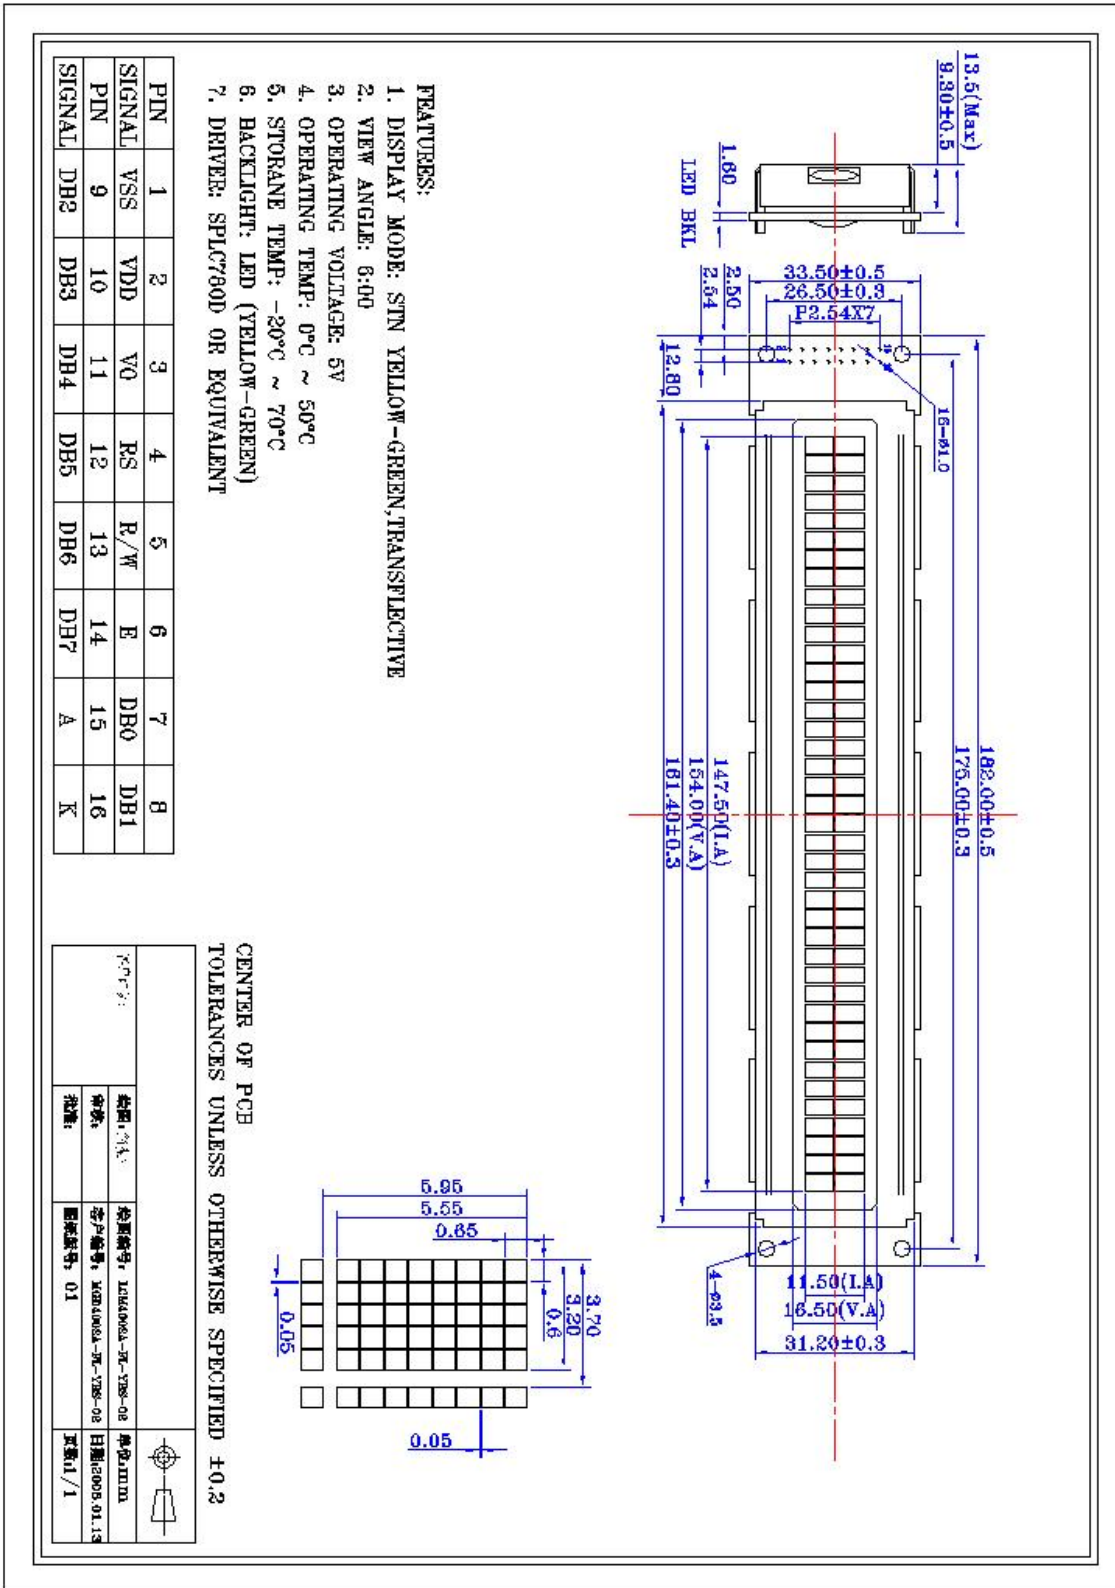 13.5(Max)
9.30±0.5
1.60
LED BKL
33.50±0.5
26.50±0.3
P2.54X7
2.50
2.54
12.80
16-ø1.0
182.00±0.5
175.00±0.3
147.50(I.A)
154.00(V.A)
161.40±0.3
4-ø3.5
11.50(I.A)
16.50(V.A)
31.20±0.3
FEATURES:
1. DISPLAY MODE: STN YELLOW-GREEN,TRANSFLECTIVE
2. VIEW ANGLE: 6:00
3. OPERATING VOLTAGE: 5V
4. OPERATING TEMP: 0°C ~ 50°C
5. STORANE TEMP: -20°C ~ 70°C
6. BACKLIGHT: LED (YELLOW-GREEN)
7. DRIVER: SPLC780D OR EQUIVALENT
5.95
5.55
0.65
3.70
3.20
0.6
0.05
0.05
PIN 1 2 3 4 5 6 7 8
SIGNAL VSS VDD VO RS R/W E DB0 DB1
PIN 9 10 11 12 13 14 15 16
SIGNAL DB2 DB3 DB4 DB5 DB6 DB7 A K
CENTER OF PCB
TOLERANCES UNLESS OTHERWISE SPECIFIED ±0.2
绘图:
单位:mm
审核:
客户编号:
日期:2008.01.13
批准:
图纸版号: 01
页数:1/1